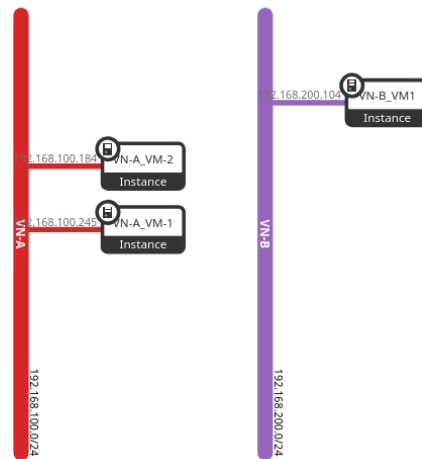 192.168.200.104
VN-B_VM1
Instance
192.168.100.184
VN-A_VM-2
Instance
192.168.100.245
VN-A_VM-1
Instance
VN-A
VN-B
192.168.100.0/24
192.168.200.0/24